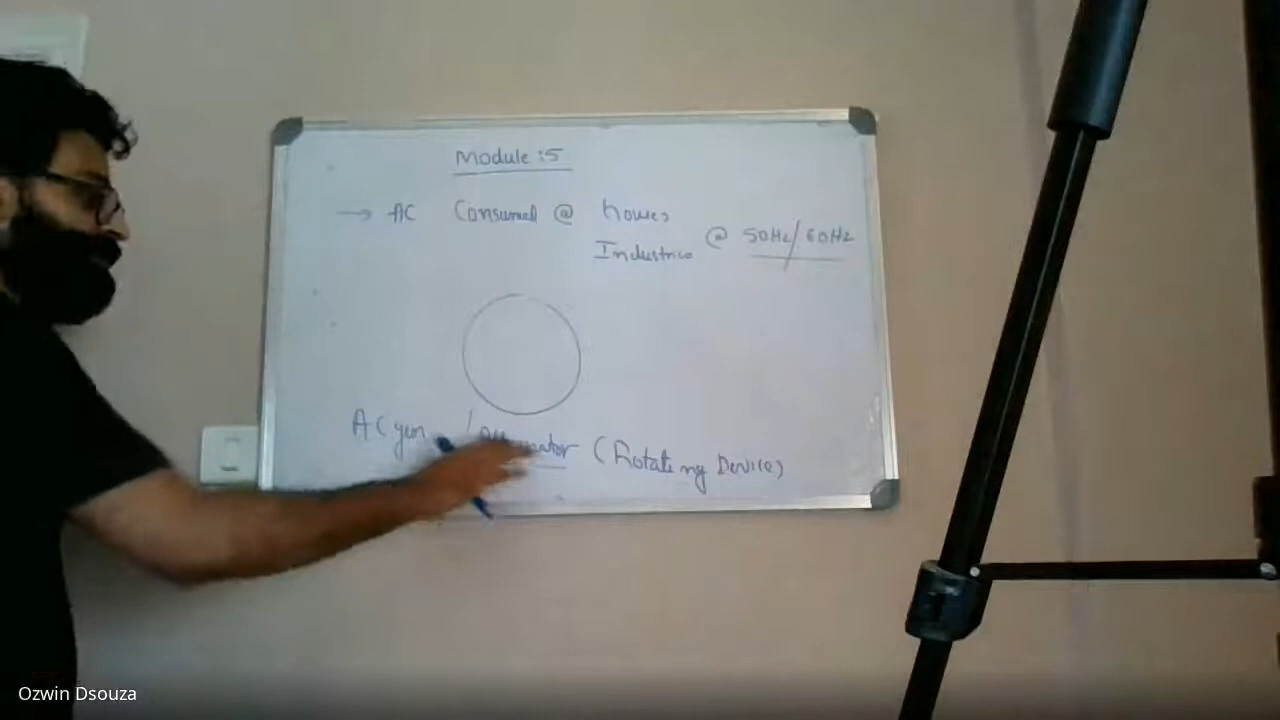 Module :5
→ AC Consumed @ homes
Industries @ 50Hz/60Hz
AC gen / (Rotating Device)
Ozwin Dsouza